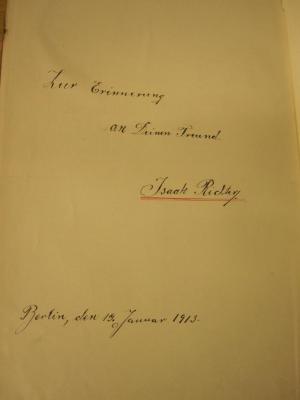 Zur Erinnerung
an Deinen Freund
Isaak
Berlin, den Januar 1913.